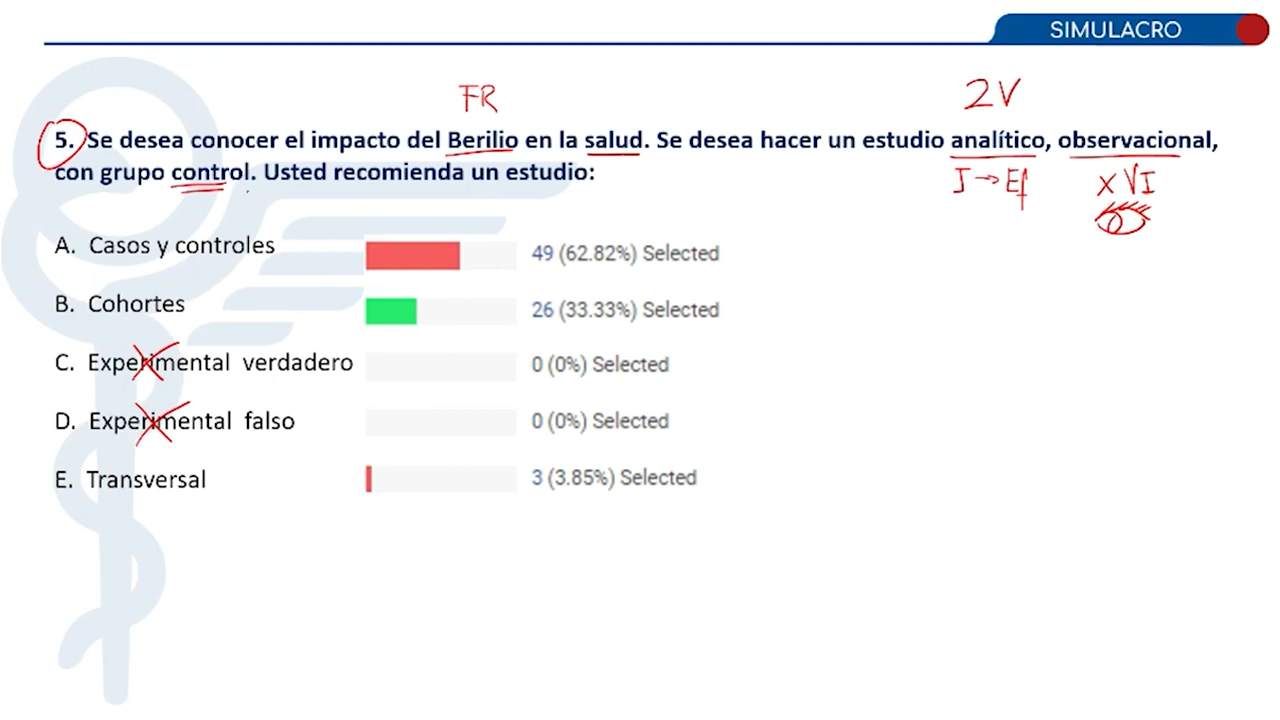 SIMULACRO
FR
2V
5. Se desea conocer el impacto del Berilio en la salud. Se desea hacer un estudio analítico, observacional,
con grupo control. Usted recomienda un estudio:
I → Ef
x VI
A. Casos y controles
49 (62.82%) Selected
B. Cohortes
26 (33.33%) Selected
C. Experimental verdadero
0 (0%) Selected
D. Experimental falso
0 (0%) Selected
E. Transversal
3 (3.85%) Selected